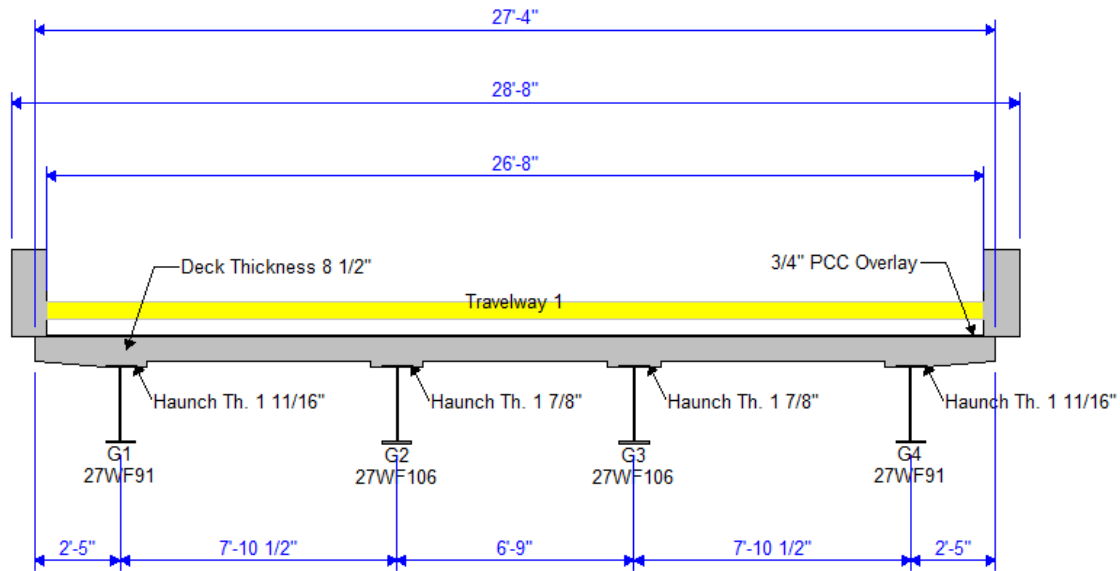 27'-4"
28'-8"
26'-8"
Deck Thickness 8 1/2"
3/4" PCC Overlay
Travelway 1
Haunch Th. 1 11/16"
Haunch Th. 1 7/8"
Haunch Th. 1 7/8"
Haunch Th. 1 11/16"
G1
27WF91
G2
27WF106
G3
27WF106
G4
27WF91
2'-5"
7'-10 1/2"
6'-9"
7'-10 1/2"
2'-5"